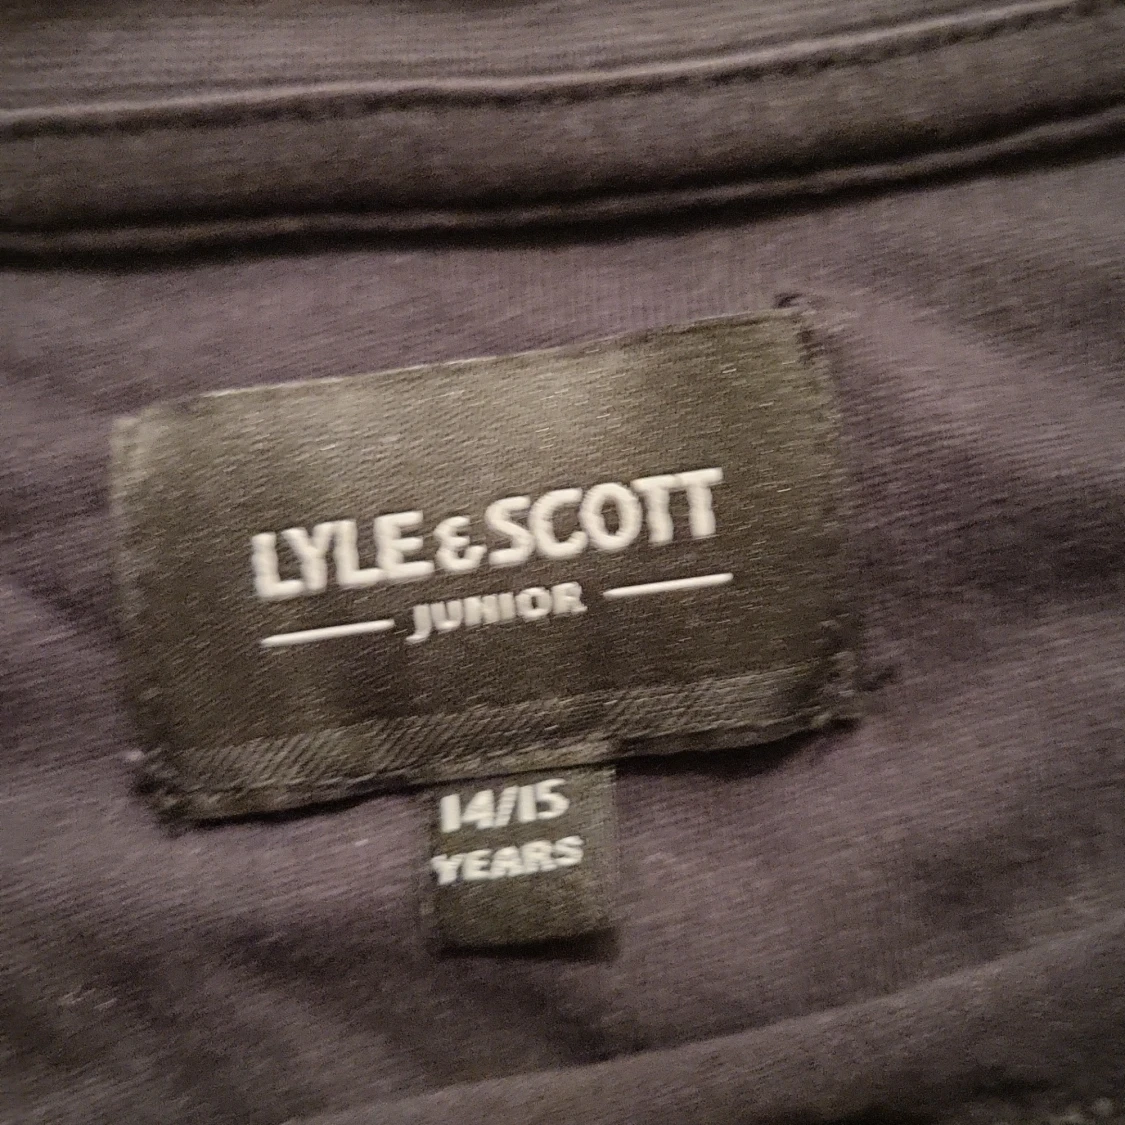 LYLE & SCOTT
JUNIOR
14/15
YEARS